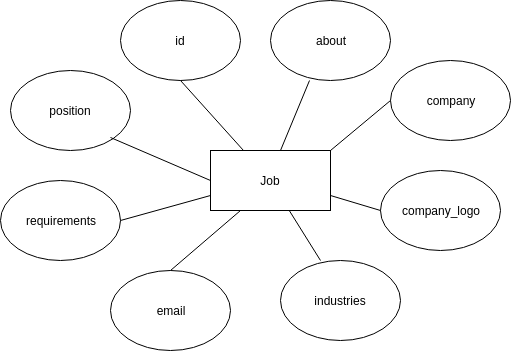 id
about
company
position
Job
company_logo
requirements
industries
email